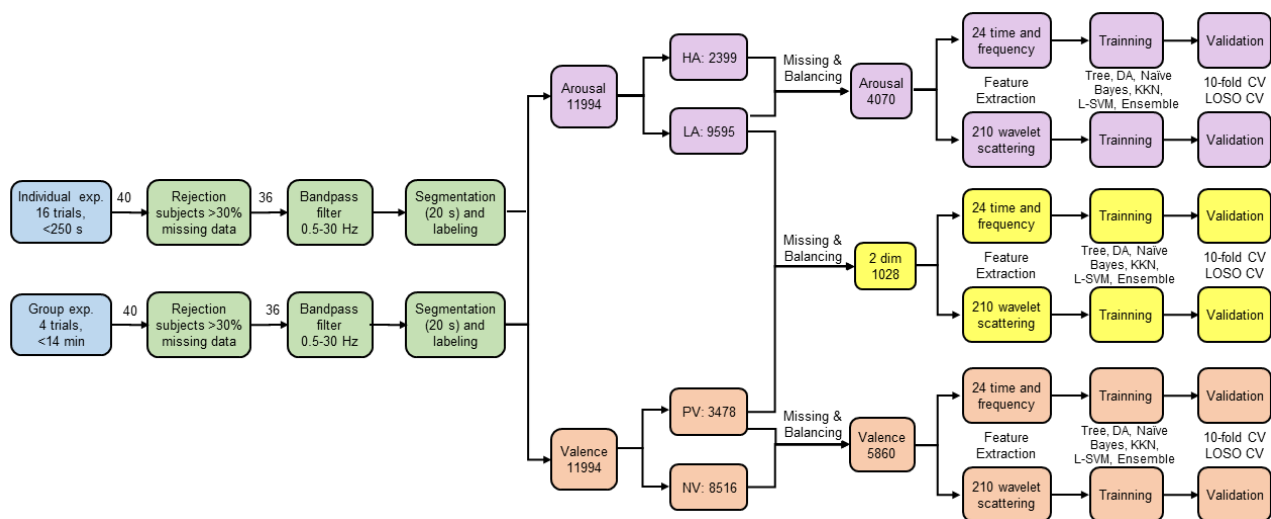 Individual exp.
16 trials,
<250 s
40
Rejection
subjects >30%
missing data
36
Bandpass
filter
0.5-30 Hz
Segmentation
(20 s) and
labeling
Group exp.
4 trials,
<14 min
40
Rejection
subjects >30%
missing data
36
Bandpass
filter
0.5-30 Hz
Segmentation
(20 s) and
labeling
Arousal
11994
HA: 2399
LA: 9595
Missing &
Balancing
Arousal
4070
24 time and
frequency
Trainning
Validation
Feature
Extraction
Tree, DA, Naïve
Bayes, KKN,
L-SVM, Ensemble
10-fold CV
LOSO CV
210 wavelet
scattering
Trainning
Validation
Missing &
Balancing
2 dim
1028
24 time and
frequency
Trainning
Validation
Feature
Extraction
Tree, DA, Naïve
Bayes, KKN,
L-SVM, Ensemble
10-fold CV
LOSO CV
210 wavelet
scattering
Trainning
Validation
Valence
11994
PV: 3478
NV: 8516
Missing &
Balancing
Valence
5860
24 time and
frequency
Trainning
Validation
Feature
Extraction
Tree, DA, Naïve
Bayes, KKN,
L-SVM, Ensemble
10-fold CV
LOSO CV
210 wavelet
scattering
Trainning
Validation